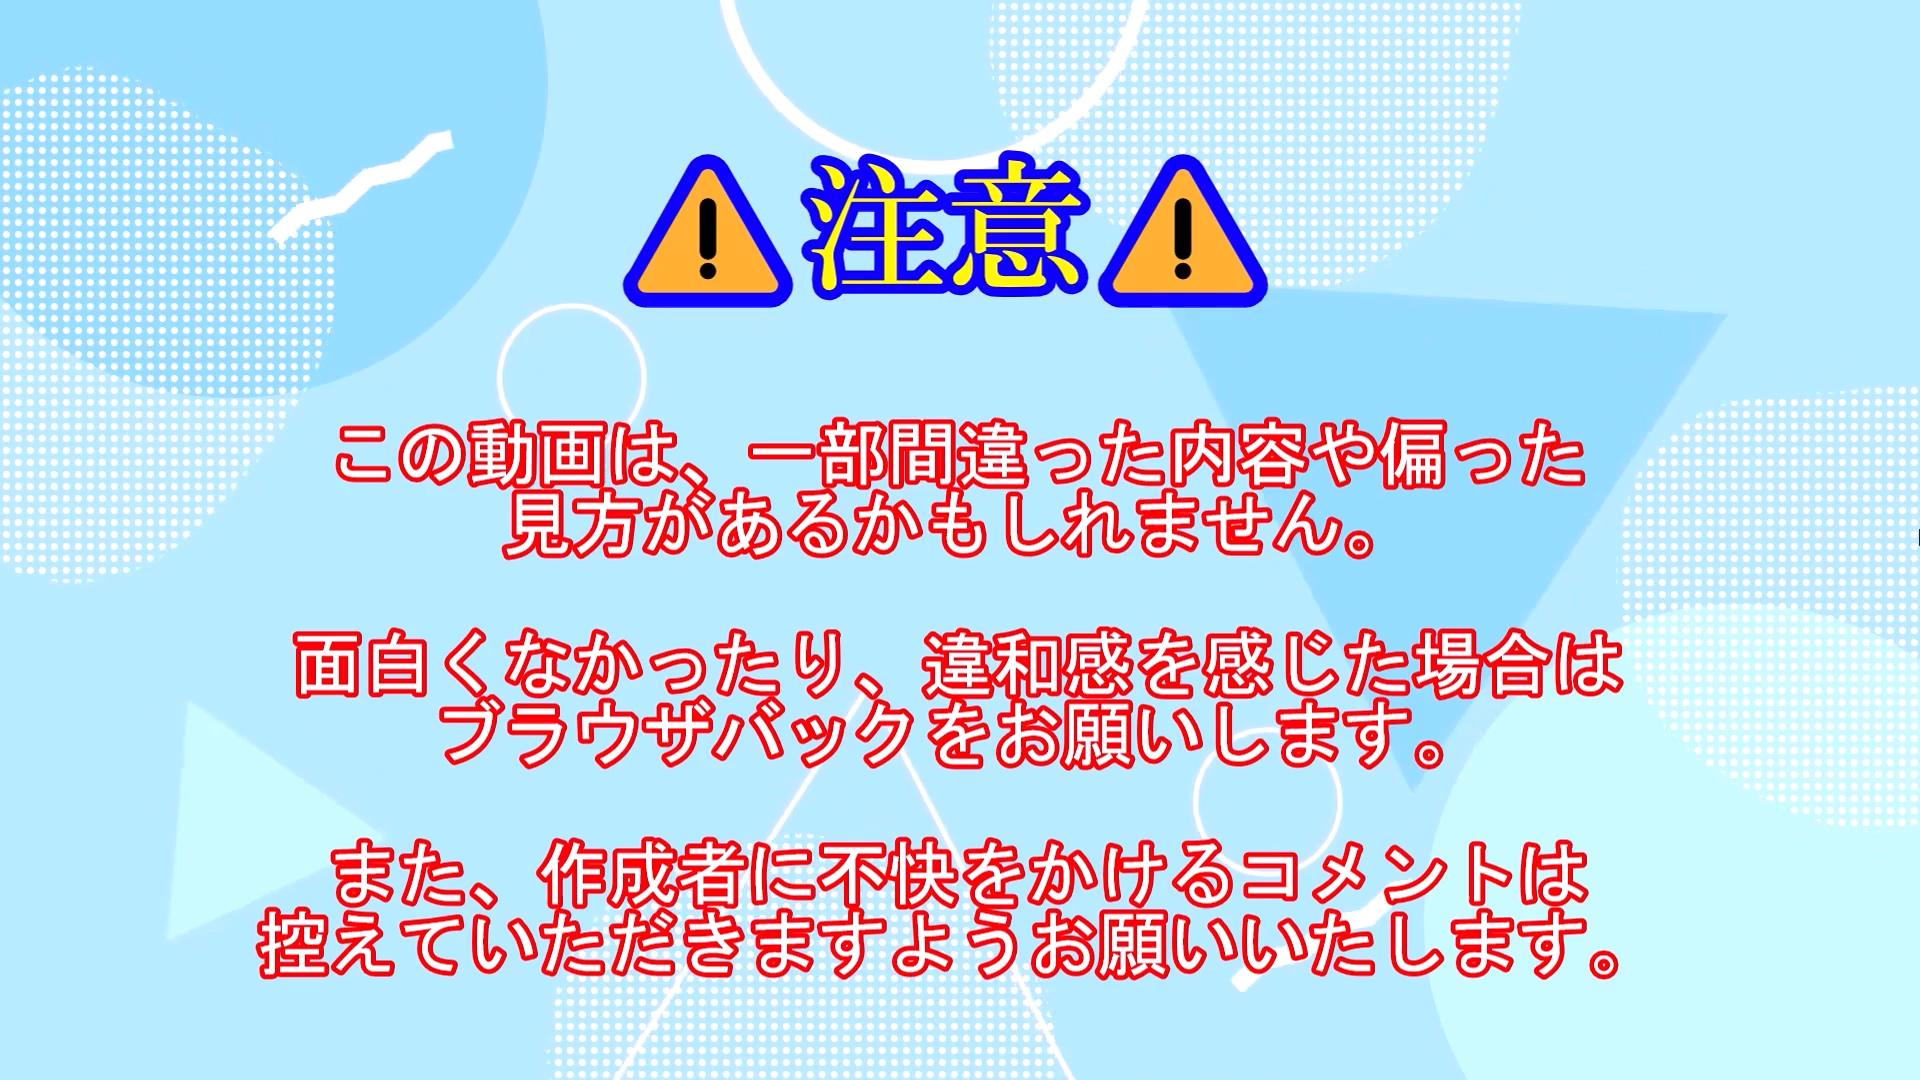 ⚠注意⚠
この動画は、一部間違った内容や偏った
見方があるかもしれません。
面白くなかったり、違和感を感じた場合は
ブラウザバックをお願いします。
また、作成者に不快をかけるコメントは
控えていただきますようお願いいたします。